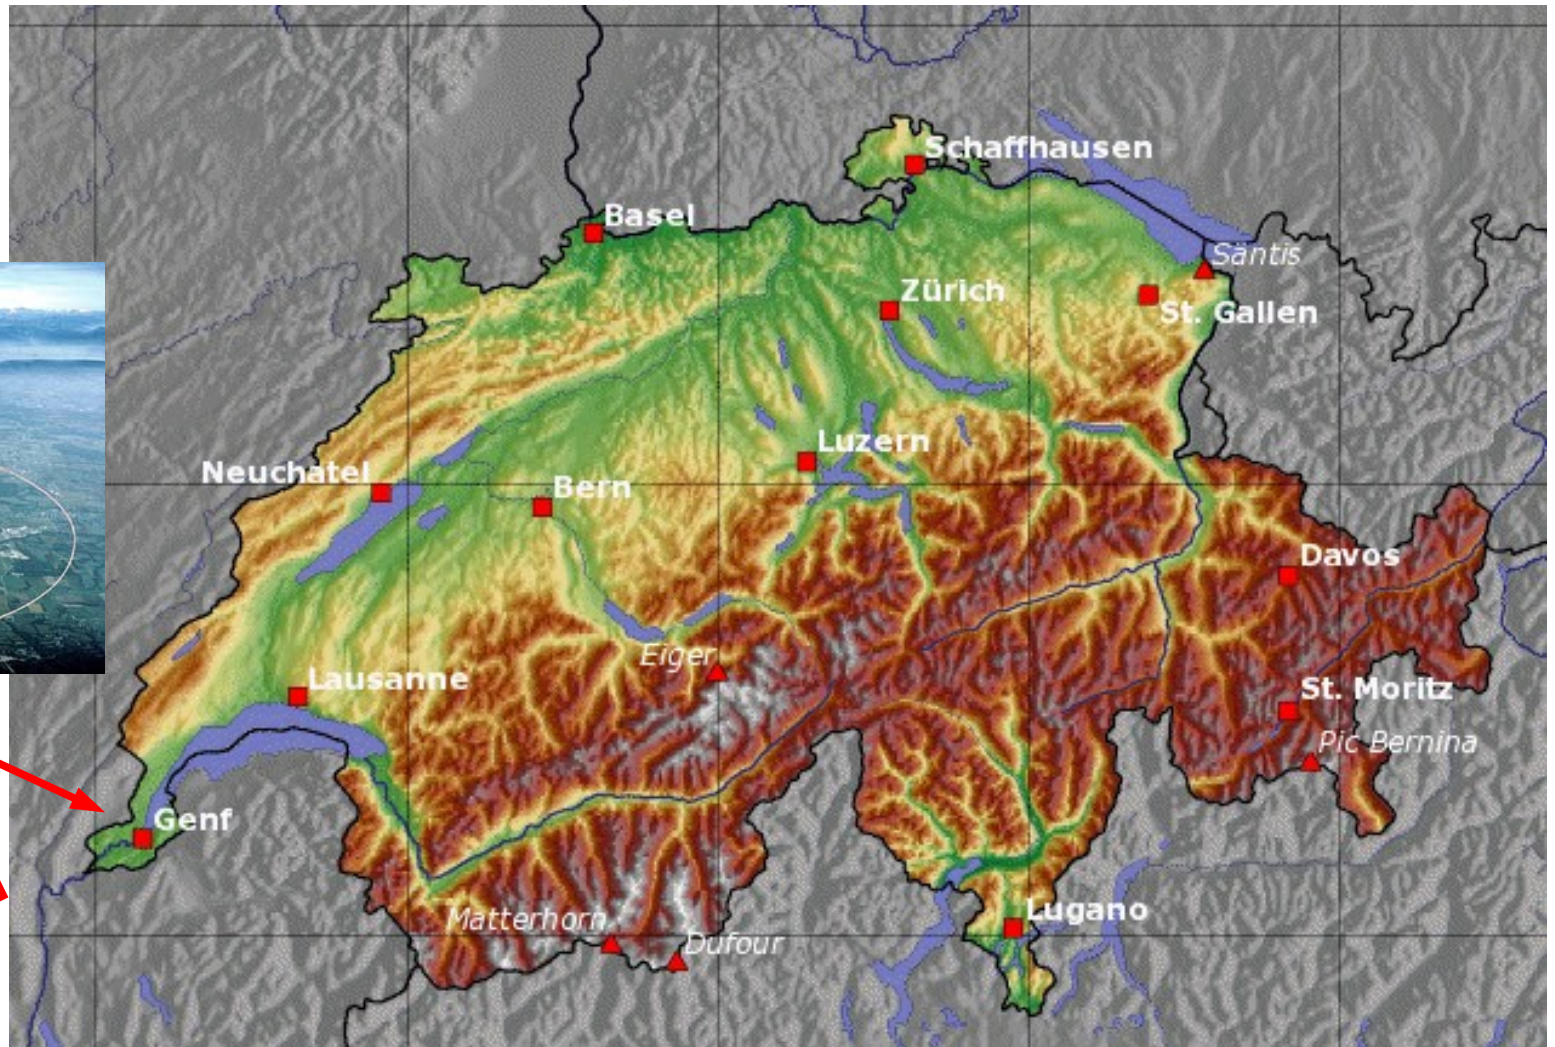 Schaffhausen
Basel
Säntis
Zürich
St. Gallen
Luzern
Neuchatel
Bern
Davos
Eiger
Lausanne
St. Moritz
Pic Bernina
Genf
Matterhorn
Lugano
Dufour